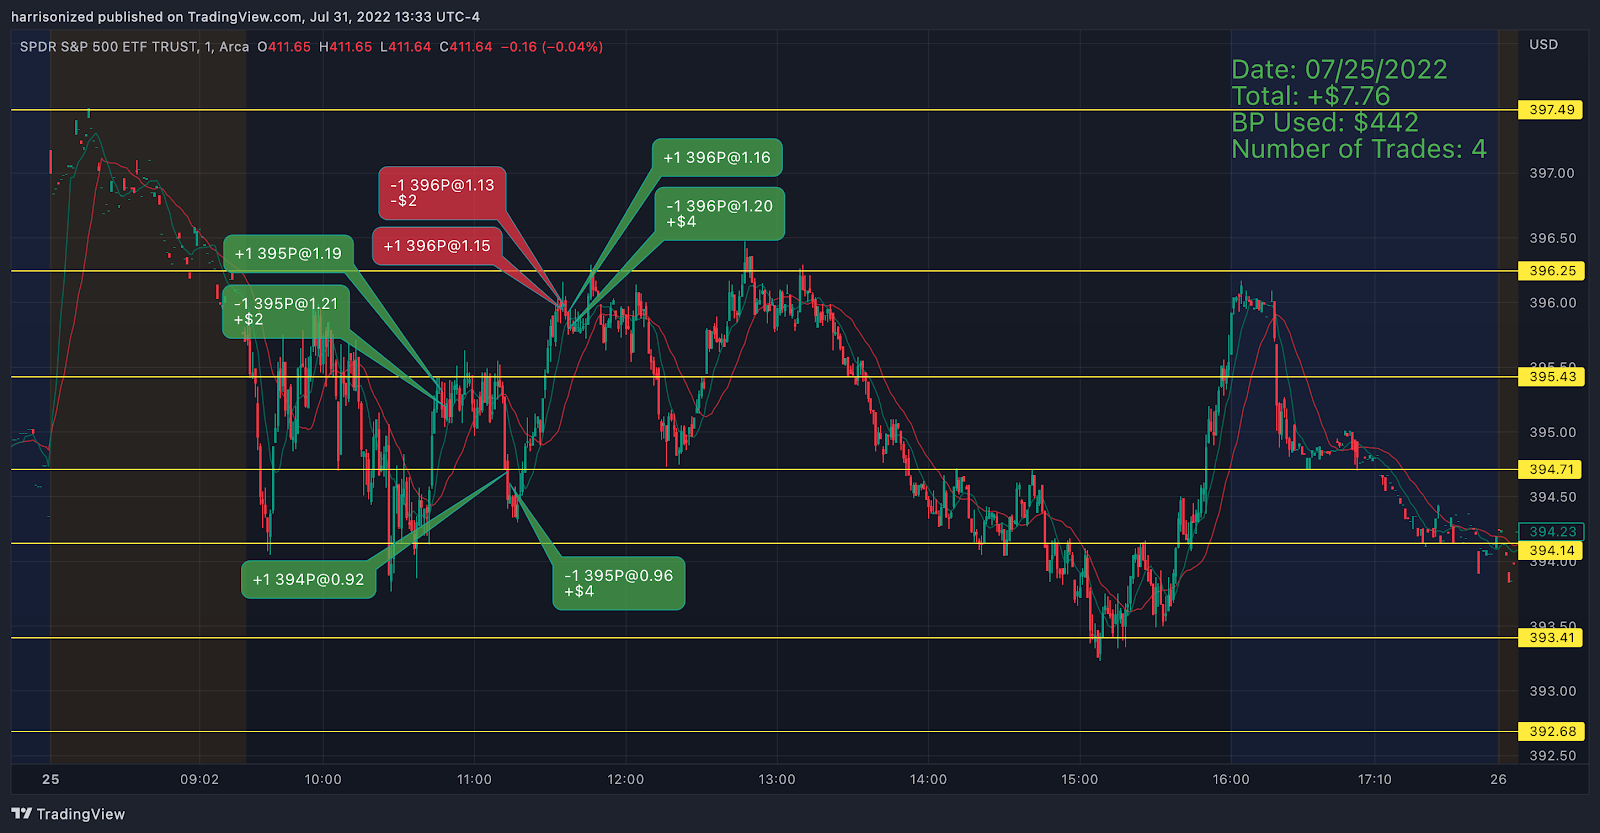 harrisonized published on TradingView.com, Jul 31, 2022 13:33 UTC-4
SPDR S&P 500 ETF TRUST, 1, Arca O411.65 H411.65 L411.64 C411.64 −0.16 (−0.04%)
USD
Date: 07/25/2022
Total: +$7.76
BP Used: $442
Number of Trades: 4
397.49
397.00
396.50
396.25
396.00
395.50
395.43
395.00
394.71
394.50
394.23
394.14
394.00
393.50
393.41
393.00
392.68
392.50
+1 396P@1.16
-1 396P@1.13
-$2
-1 396P@1.20
+$4
+1 396P@1.15
+1 395P@1.19
-1 395P@1.21
+$2
+1 394P@0.92
-1 395P@0.96
+$4
25
09:02
10:00
11:00
12:00
13:00
14:00
15:00
16:00
17:10
26
TradingView